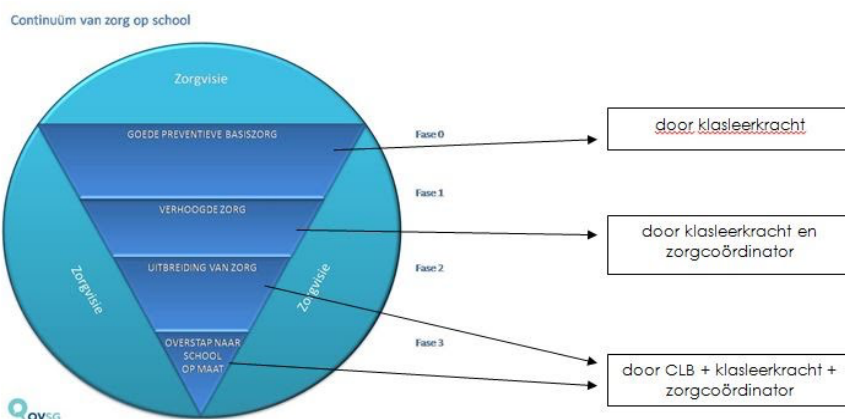 Continuüm van zorg op school
Zorgvisie
GOEDE PREVENTIEVE BASISZORG
Fase 0
door klasleerkracht
Fase 1
VERHOOGDE ZORG
door klasleerkracht en
zorgcoördinator
UITBREIDING VAN ZORG
Fase 2
Zorgvisie
Zorgvisie
OVERSTAP NAAR
SCHOOL
OP MAAT
Fase 3
door CLB + klasleerkracht +
zorgcoördinator
OVSG